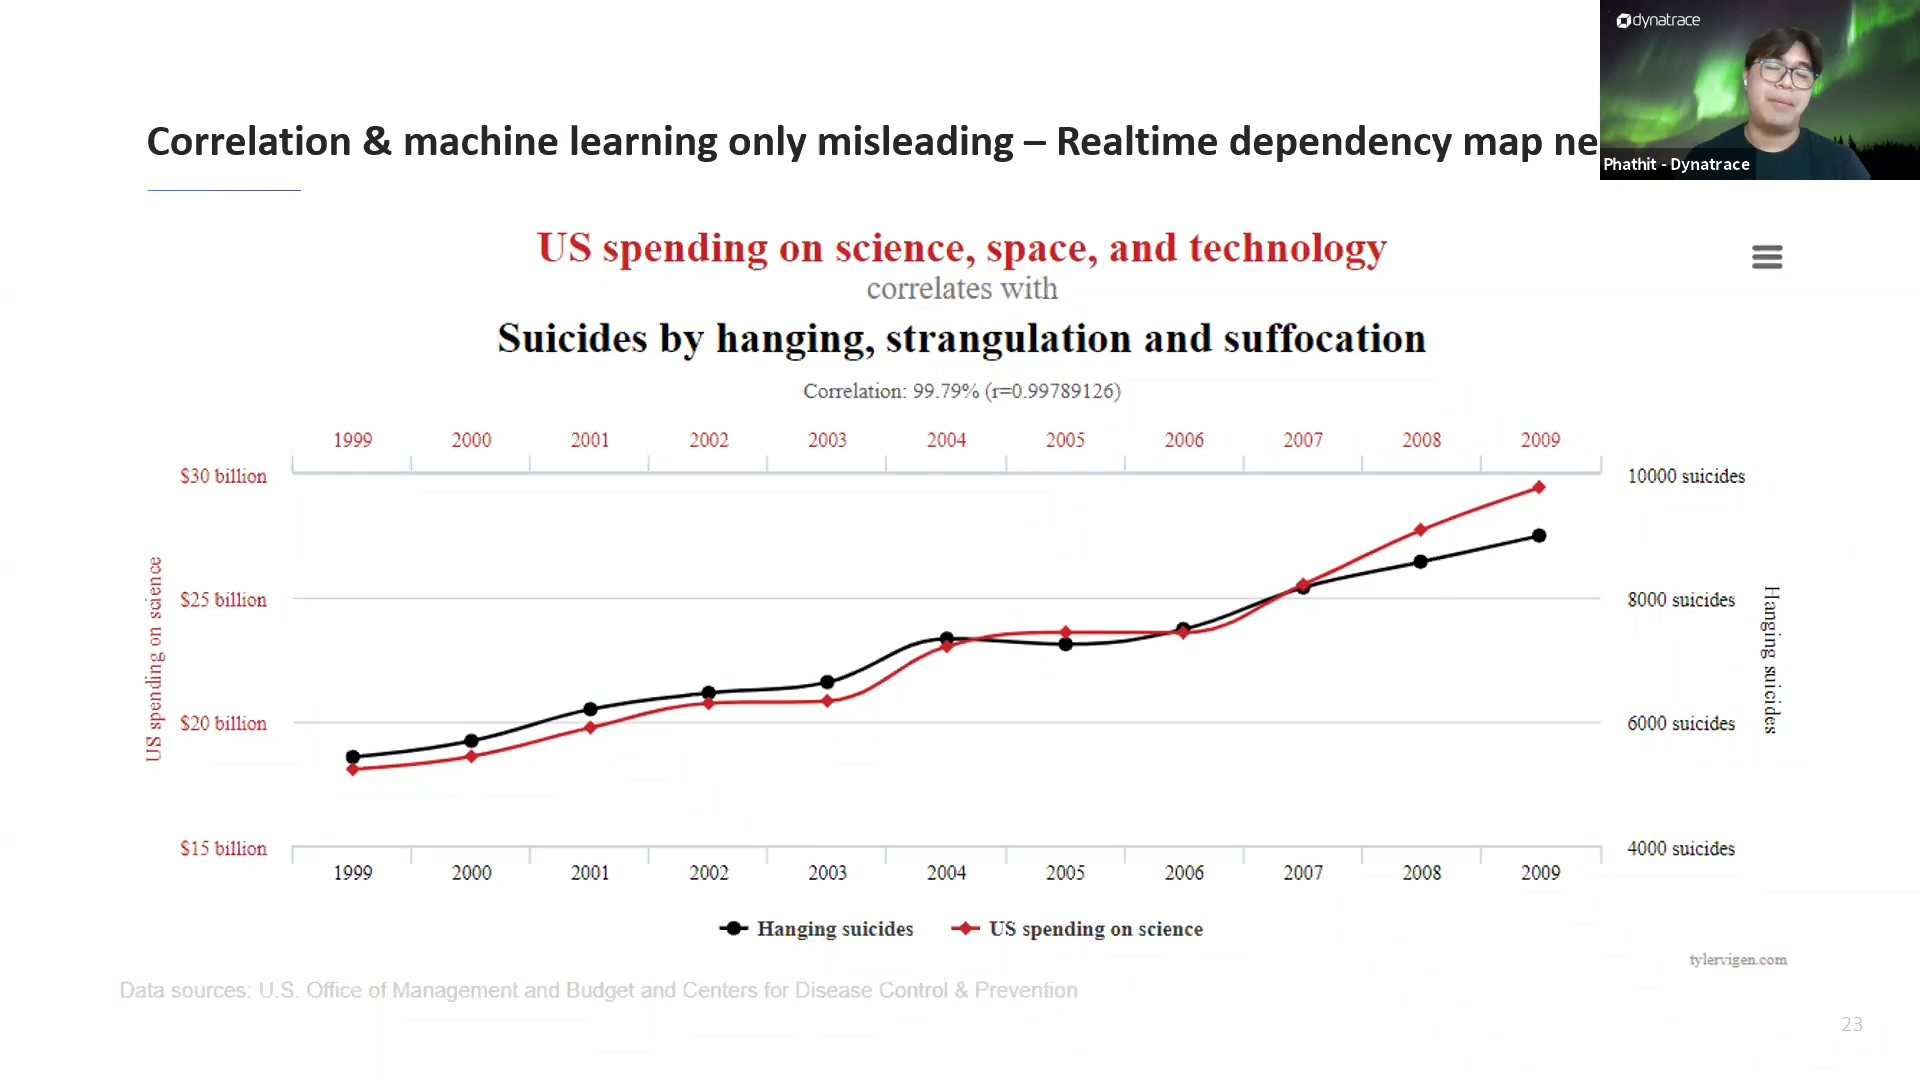 dynatrace
Correlation & machine learning only misleading – Realtime dependency map ne
Phathit - Dynatrace
US spending on science, space, and technology
correlates with
Suicides by hanging, strangulation and suffocation
Correlation: 99.79% (r=0.99789126)
1999 2000 2001 2002 2003 2004 2005 2006 2007 2008 2009
$30 billion
10000 suicides
$25 billion
8000 suicides
$20 billion
6000 suicides
$15 billion
4000 suicides
US spending on science
Hanging suicides
1999 2000 2001 2002 2003 2004 2005 2006 2007 2008 2009
Hanging suicides US spending on science
tylervigen.com
Data sources: U.S. Office of Management and Budget and Centers for Disease Control & Prevention
23